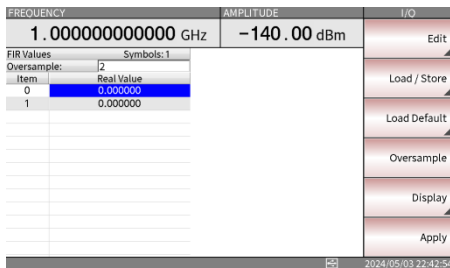 FREQUENCY AMPLITUDE I/Q
1.000000000000 GHz -140.00 dBm
Edit
FIR Values Symbols: 1
Oversample: 2
Item Real Value
0 0.000000
1 0.000000
Load / Store
Load Default
Oversample
Display
Apply
2024/05/03 22:42:54